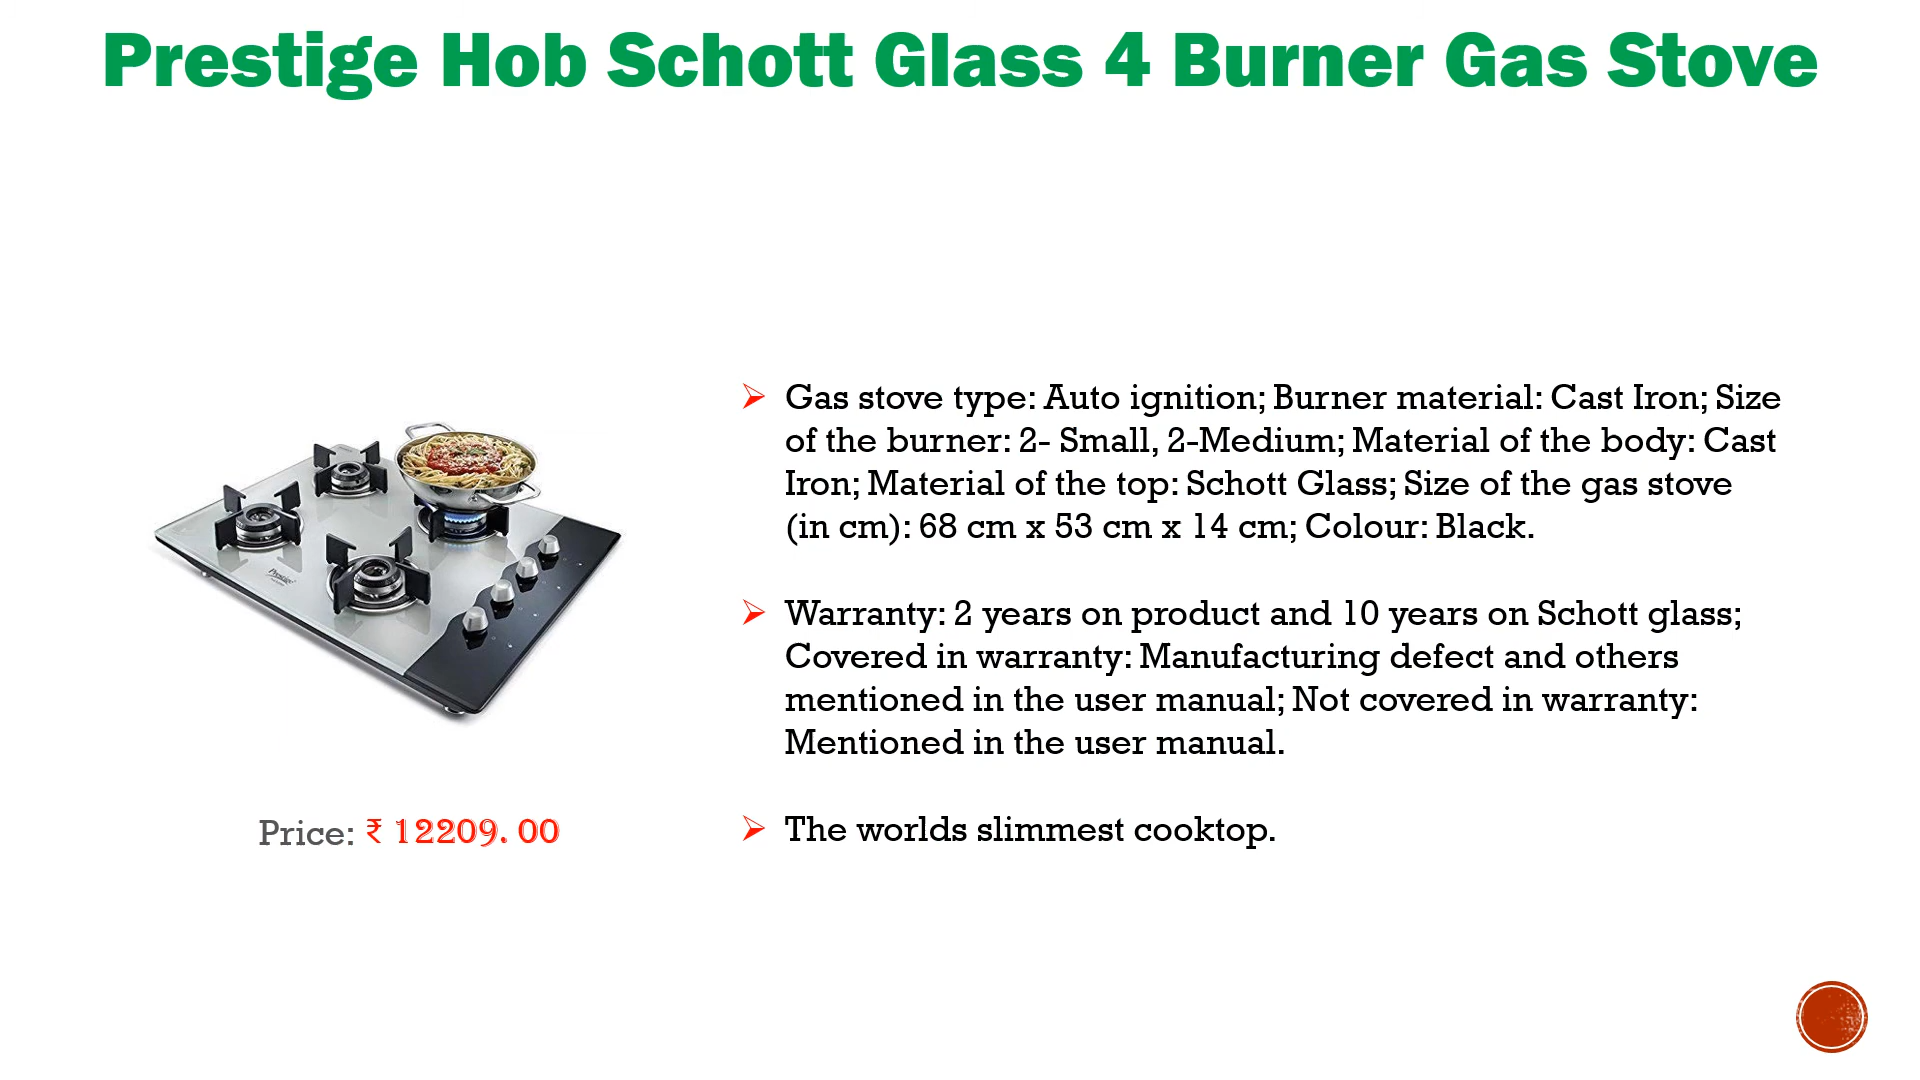 Prestige Hob Schott Glass 4 Burner Gas Stove
Gas stove type: Auto ignition; Burner material: Cast Iron; Size
of the burner: 2- Small, 2-Medium; Material of the body: Cast
Iron; Material of the top: Schott Glass; Size of the gas stove
(in cm): 68 cm x 53 cm x 14 cm; Colour: Black.
Warranty: 2 years on product and 10 years on Schott glass;
Covered in warranty: Manufacturing defect and others
mentioned in the user manual; Not covered in warranty:
Mentioned in the user manual.
The worlds slimmest cooktop.
Prestige
Price: ₹ 12209. 00